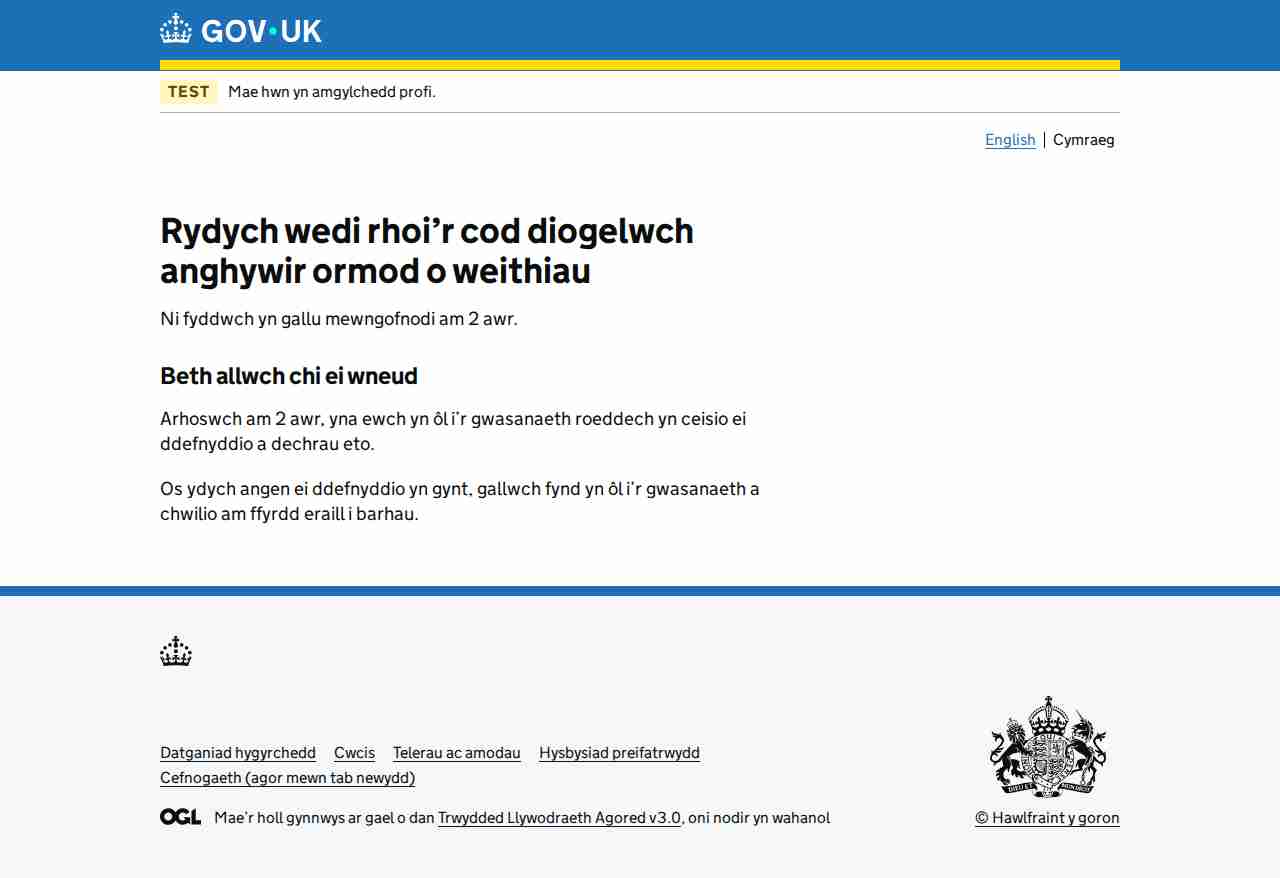 GOV·UK
TEST Mae hwn yn amgylchedd profi.
English Cymraeg
Rydych wedi rhoi’r cod diogelwch
anghywir ormod o weithiau
Ni fyddwch yn gallu mewngofnodi am 2 awr.
Beth allwch chi ei wneud
Arhoswch am 2 awr, yna ewch yn ôl i’r gwasanaeth roeddech yn ceisio ei
ddefnyddio a dechrau eto.
Os ydych angen ei ddefnyddio yn gynt, gallwch fynd yn ôl i’r gwasanaeth a
chwilio am ffyrdd eraill i barhau.
Datganiad hygyrchedd Cwcis Telerau ac amodau Hysbysiad preifatrwydd
Cefnogaeth (agor mewn tab newydd)
DIEU ET MON DROIT
OGL Mae’r holl gynnwys ar gael o dan Trwydded Llywodraeth Agored v3.0, oni nodir yn wahanol
© Hawlfraint y goron